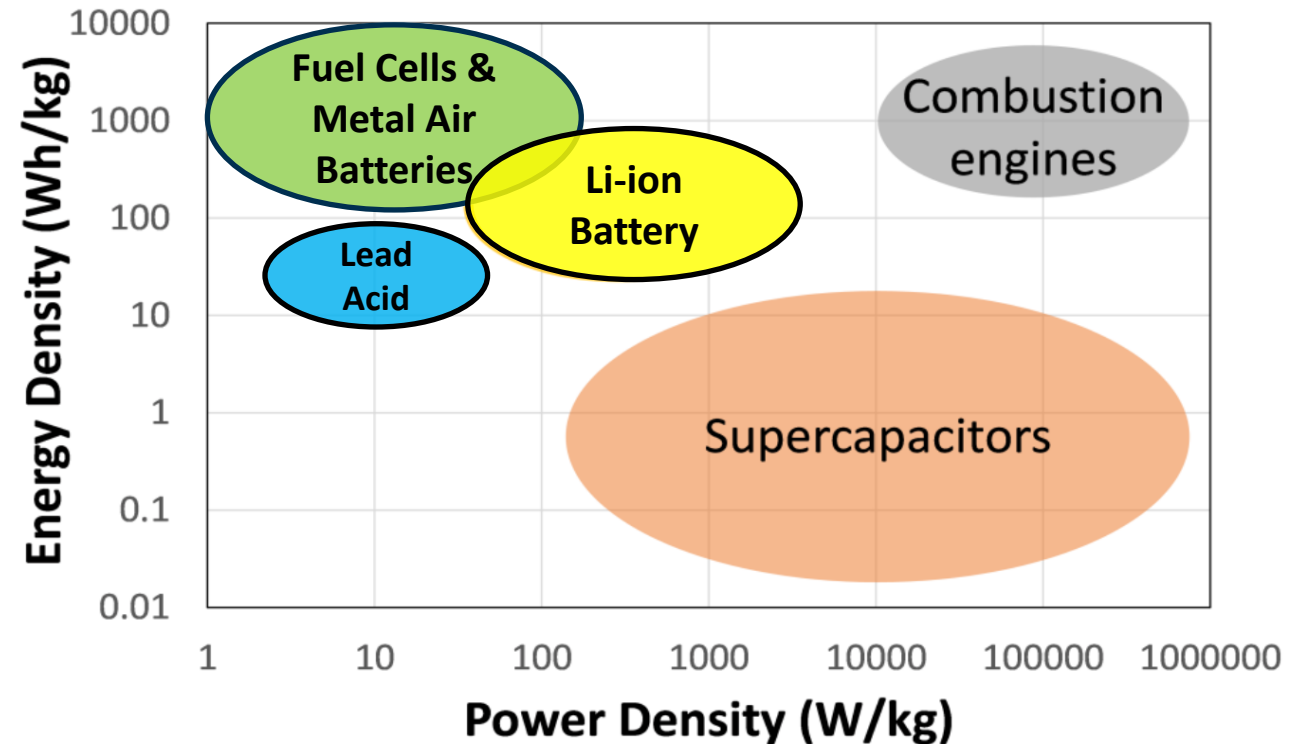 Energy Density (Wh/kg)
10000
1000
100
10
1
0.1
0.01
Fuel Cells &
Metal Air
Batteries
Li-ion
Battery
Lead
Acid
Combustion
engines
Supercapacitors
1 10 100 1000 10000 100000 1000000
Power Density (W/kg)